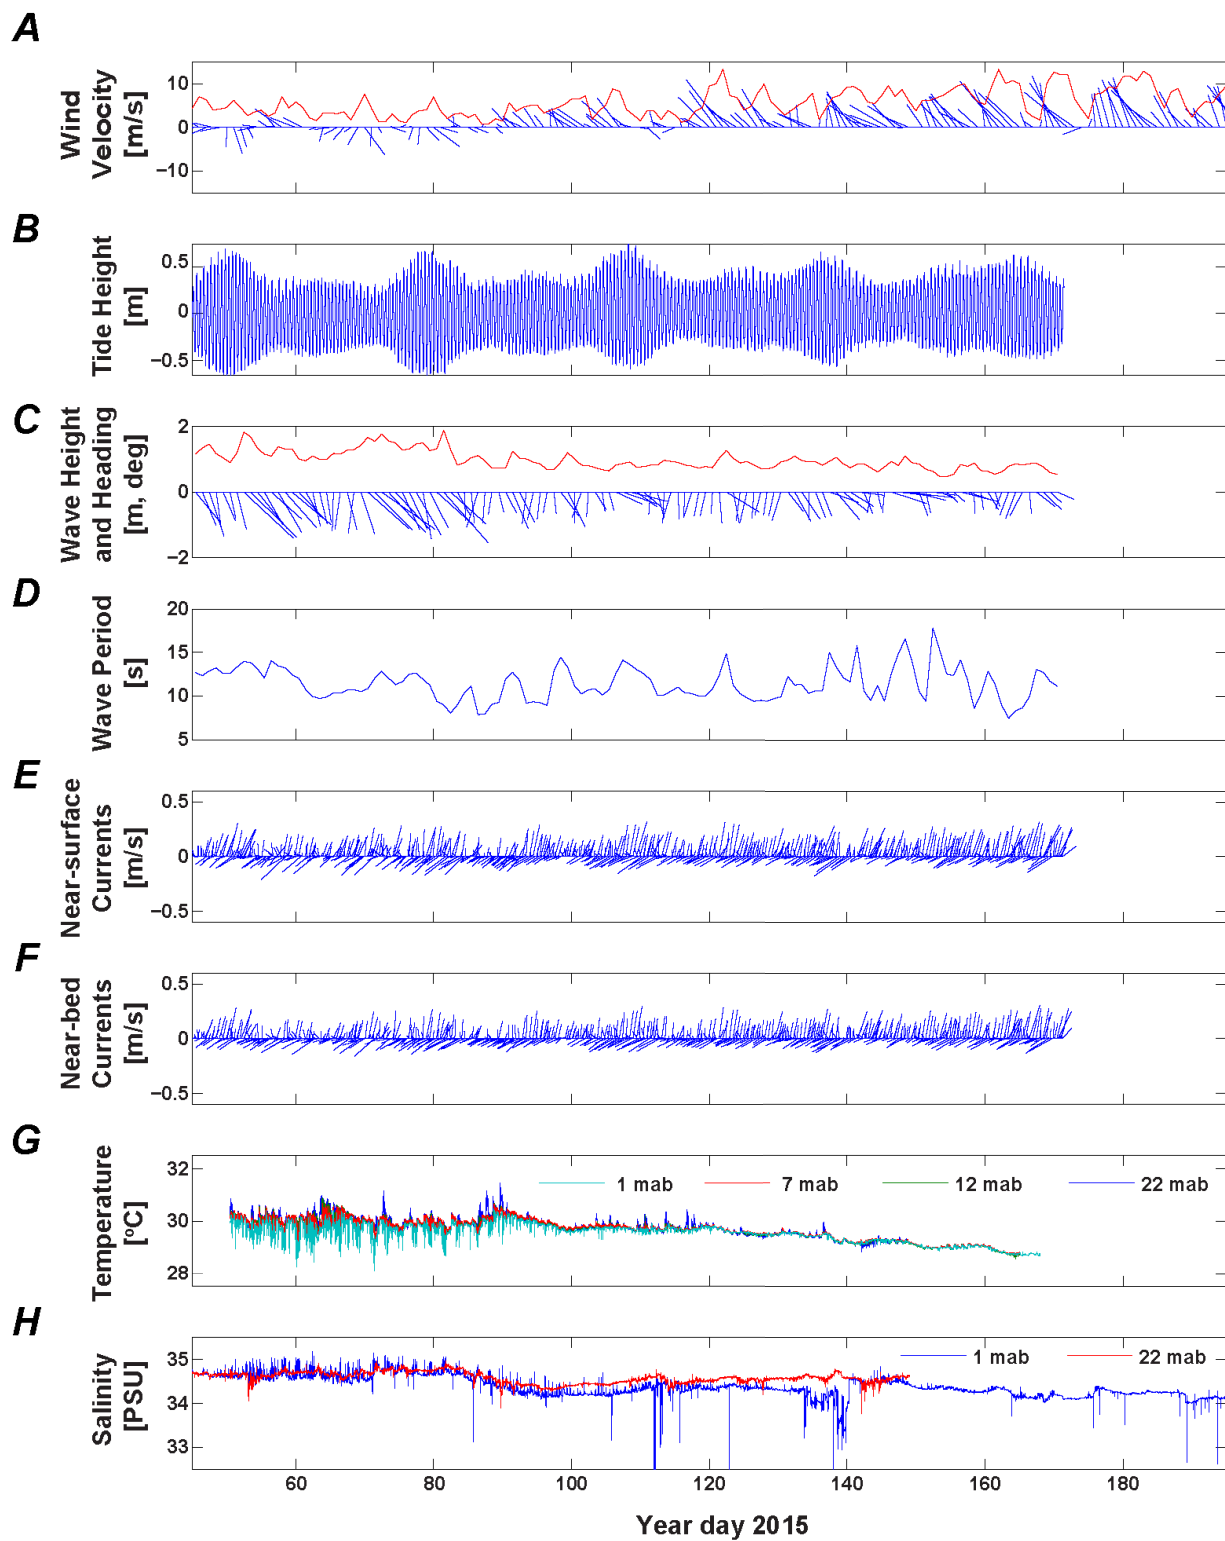 A
Wind
Velocity
[m/s]
10
0
−10
B
Tide Height
[m]
0.5
0
−0.5
C
Wave Height
and Heading
[m, deg]
2
0
−2
D
Wave Period
[s]
20
15
10
5
E
Near-surface
Currents
[m/s]
0.5
0
−0.5
F
Near-bed
Currents
[m/s]
0.5
0
−0.5
G
Temperature
[ºC]
32
30
28
1 mab 7 mab 12 mab 22 mab
H
Salinity
[PSU]
35
34
33
1 mab 22 mab
60 80 100 120 140 160 180
Year day 2015